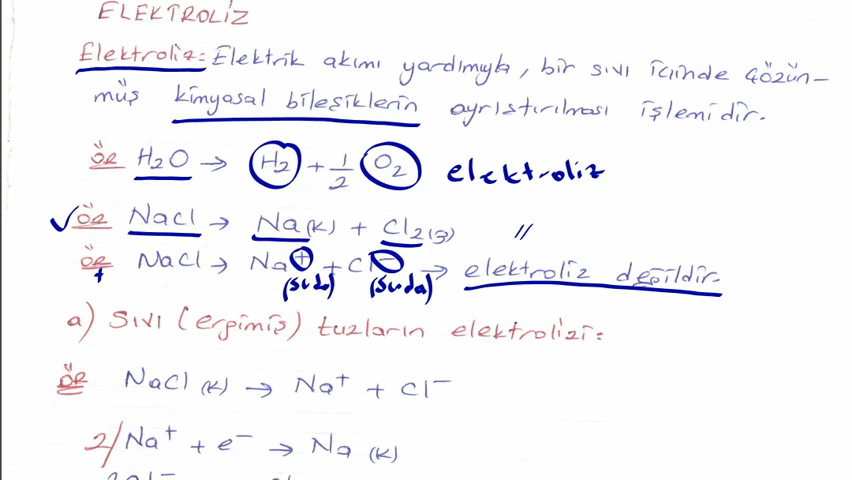 ELEKTROLİZ
Elektroliz: Elektrik akımı yardımıyla, bir sıvı içinde çözün-
müş kimyasal bileşiklerin ayrıştırılması işlemidir.
ÖR H₂O → H₂ + 1/2 O₂ elektroliz
✓ ÖR NaCl → Na(k) + Cl₂(g) //
ÖR NaCl → Na⁺ + Cl⁻ → elektroliz değildir.
(suda) (suda)
a) Sıvı (ergimiş) tuzların elektrolizi:
ÖR NaCl (k) → Na⁺ + Cl⁻
2/ Na⁺ + e⁻ → Na (k)